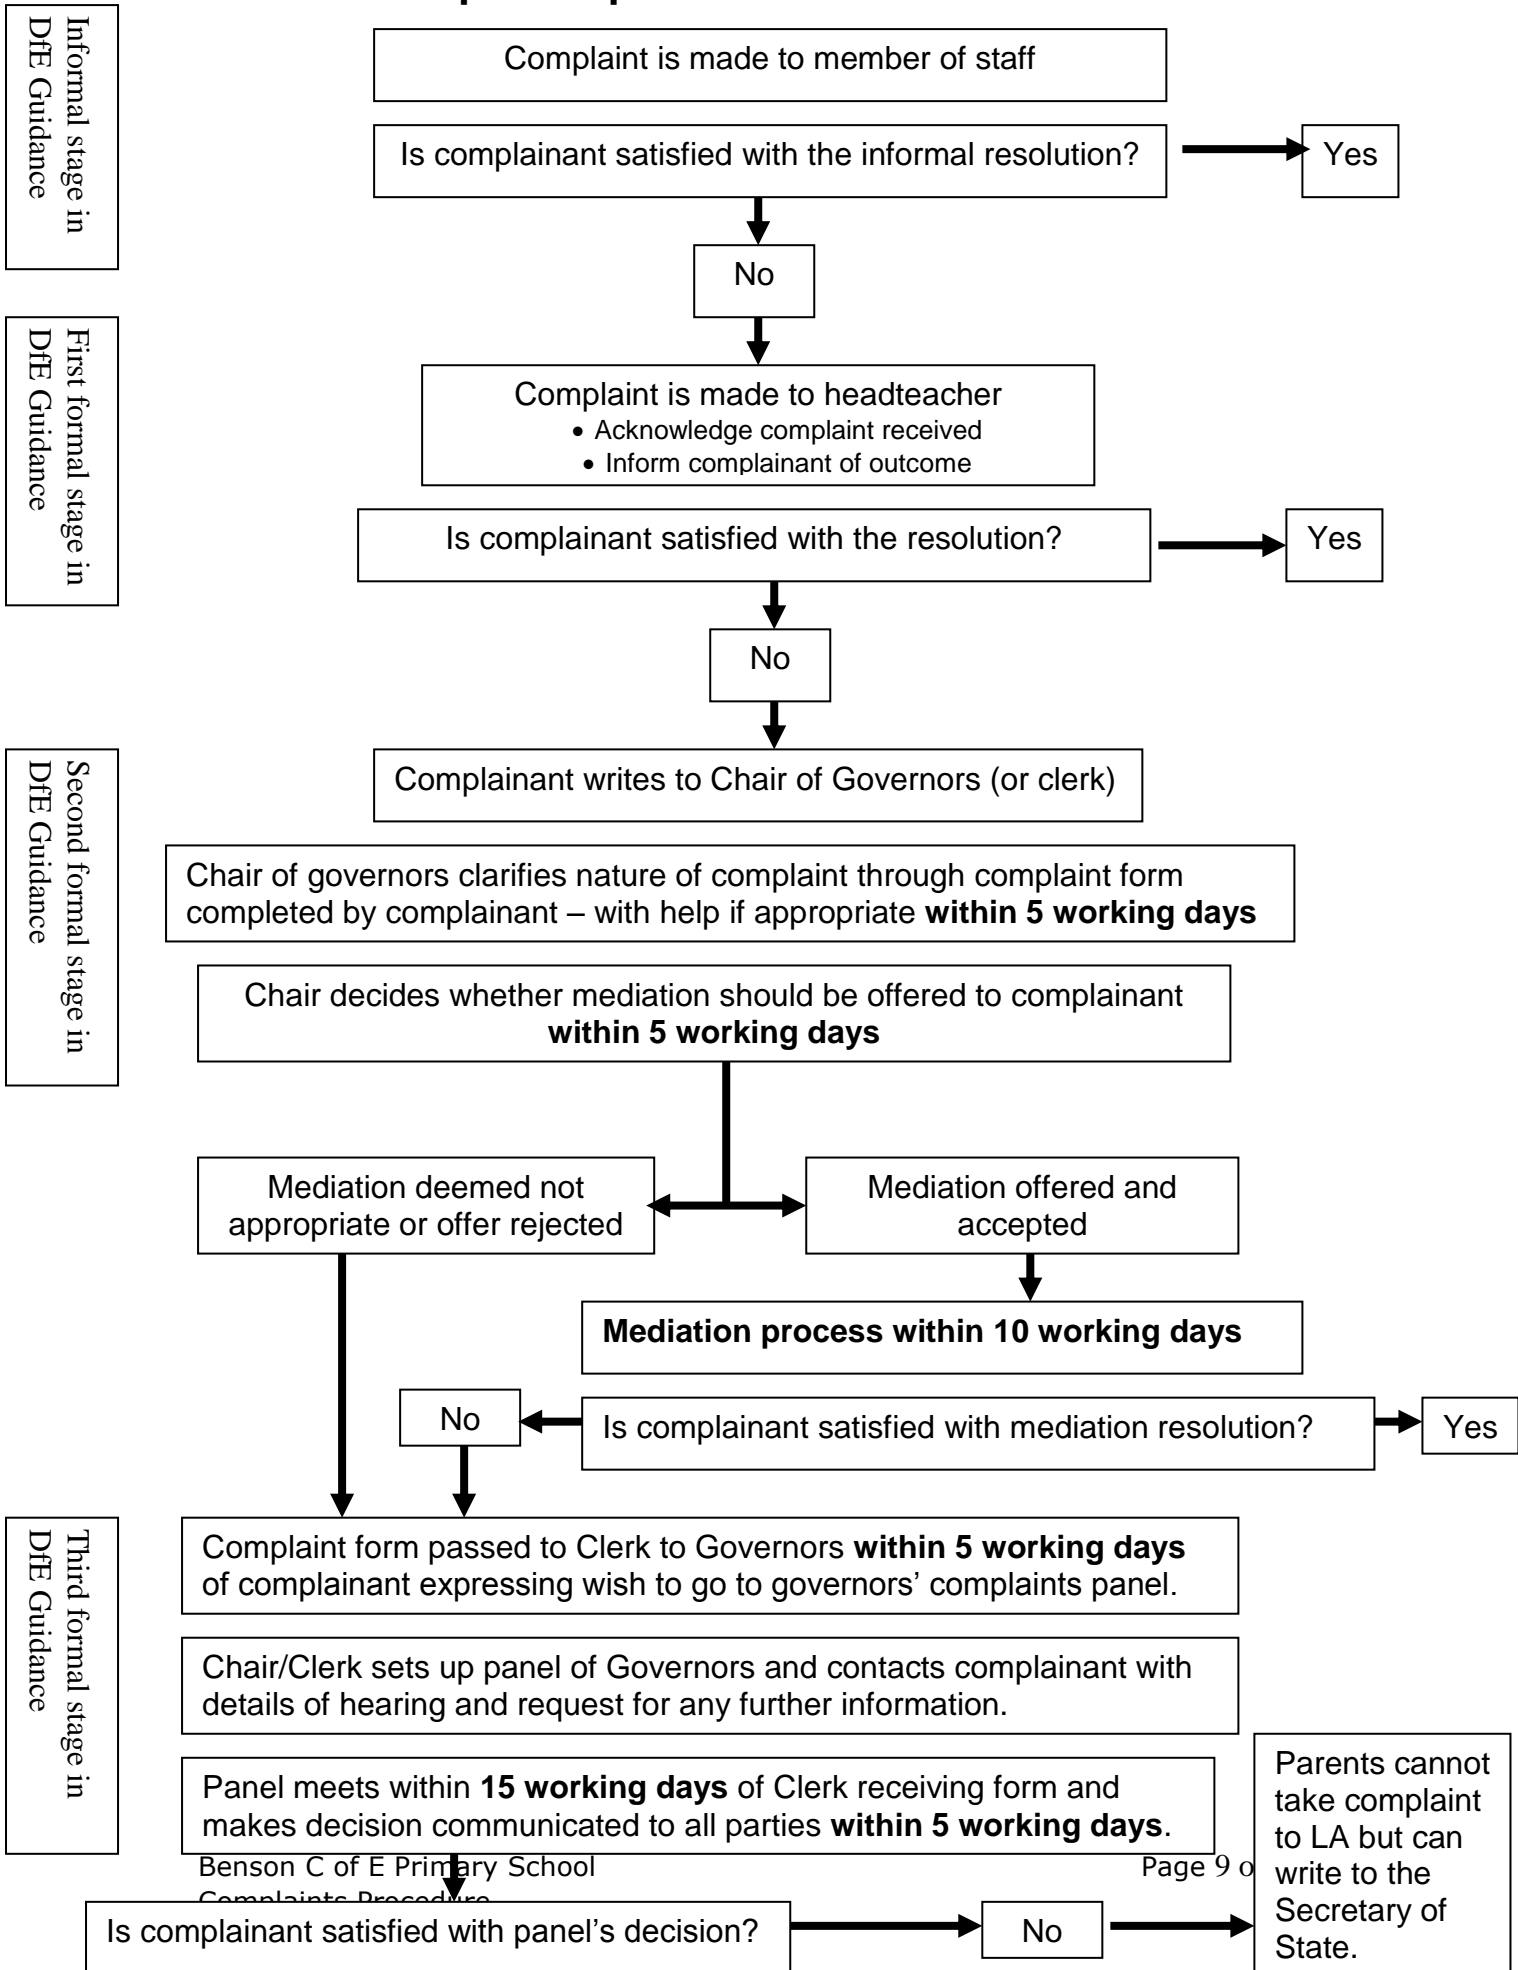 Informal stage in
DfE Guidance
Complaint is made to member of staff
Is complainant satisfied with the informal resolution?
Yes
No
First formal stage in
DfE Guidance
Complaint is made to headteacher
• Acknowledge complaint received
• Inform complainant of outcome
Is complainant satisfied with the resolution?
Yes
No
Second formal stage in
DfE Guidance
Complainant writes to Chair of Governors (or clerk)
Chair of governors clarifies nature of complaint through complaint form
completed by complainant – with help if appropriate within 5 working days
Chair decides whether mediation should be offered to complainant
within 5 working days
Mediation deemed not
appropriate or offer rejected
Mediation offered and
accepted
Mediation process within 10 working days
No
Is complainant satisfied with mediation resolution?
Yes
Third formal stage in
DfE Guidance
Complaint form passed to Clerk to Governors within 5 working days
of complainant expressing wish to go to governors’ complaints panel.
Chair/Clerk sets up panel of Governors and contacts complainant with
details of hearing and request for any further information.
Panel meets within 15 working days of Clerk receiving form and
makes decision communicated to all parties within 5 working days.
Parents cannot
take complaint
to LA but can
write to the
Secretary of
State.
Benson C of E Primary School
Page 9 o
Complaints Procedure
Is complainant satisfied with panel’s decision?
No